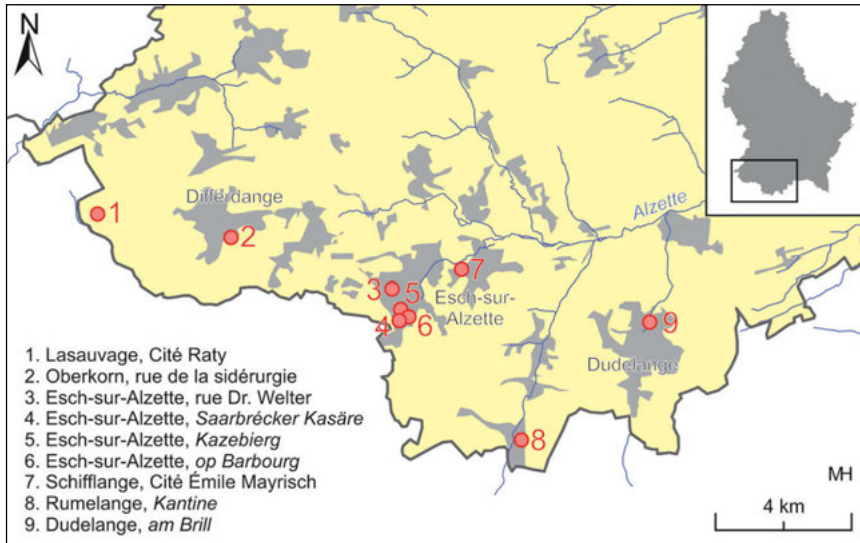 N
Differdange
1
2
Alzette
3
7
5
Esch-sur-
Alzette
4
6
9
Dudelange
8
1. Lasauvage, Cité Raty
2. Oberkorn, rue de la sidérurgie
3. Esch-sur-Alzette, rue Dr. Welter
4. Esch-sur-Alzette, Saarbrécker Kasäre
5. Esch-sur-Alzette, Kazebierg
6. Esch-sur-Alzette, op Barbourg
7. Schifflange, Cité Émile Mayrisch
8. Rumelange, Kantine
9. Dudelange, am Brill
MH
4 km